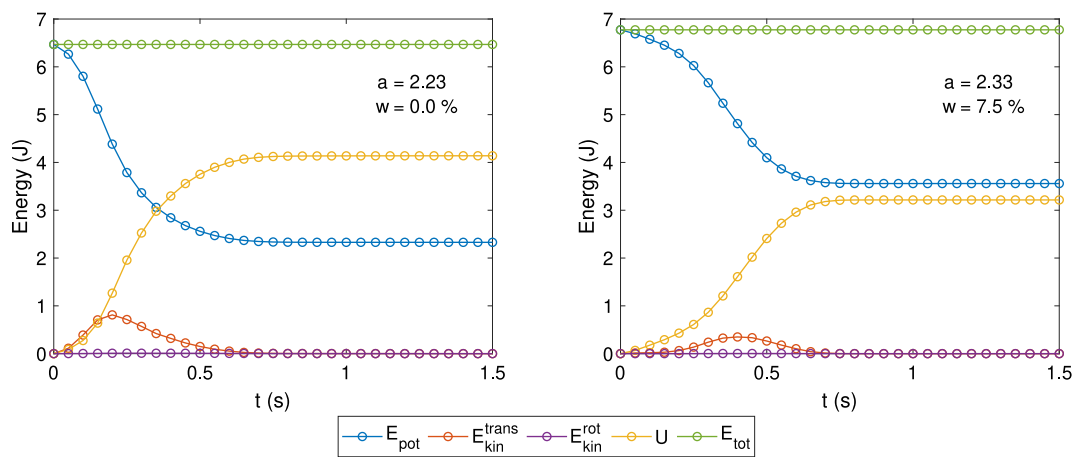 7
6
5
4
3
2
1
0
Energy (J)
0
0.5
1
1.5
t (s)
a = 2.23
w = 0.0 %
7
6
5
4
3
2
1
0
Energy (J)
0
0.5
1
1.5
t (s)
a = 2.33
w = 7.5 %
E_pot E_kin^trans E_kin^rot U E_tot